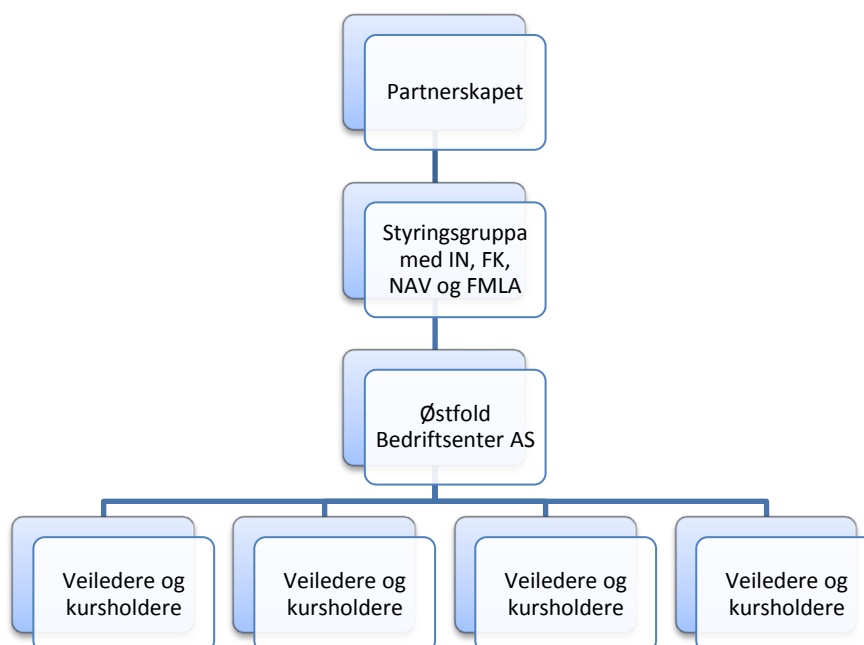 Partnerskapet
Styringsgruppa
med IN, FK,
NAV og FMLA
Østfold
Bedriftsenter AS
Veiledere og
kursholdere
Veiledere og
kursholdere
Veiledere og
kursholdere
Veiledere og
kursholdere